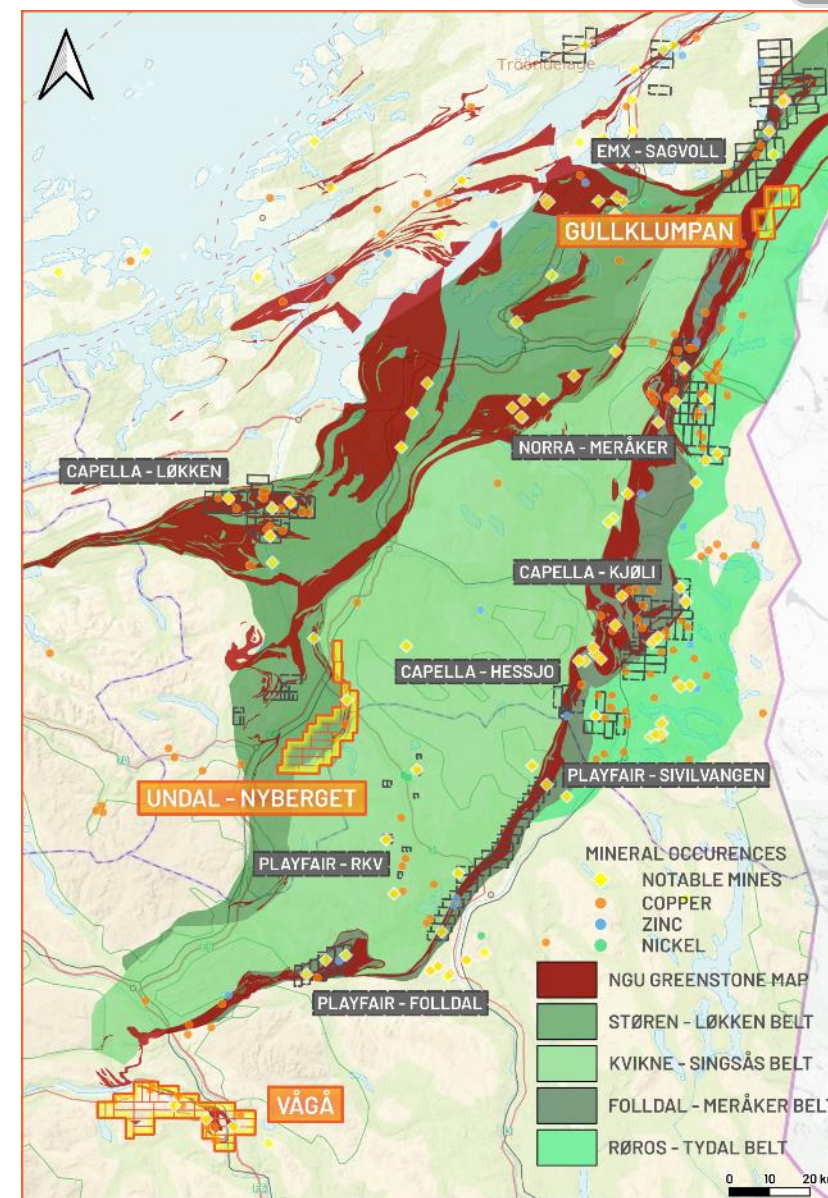 Trööndelage
EMX - SAGVOLL
GULLKLUMPAN
NORRA - MERÅKER
CAPELLA - LØKKEN
CAPELLA - KJØLI
CAPELLA - HESSJO
PLAYFAIR - SIVILVANGEN
UNDAL - NYBERGET
PLAYFAIR - RKV
PLAYFAIR - FOLLDAL
VÅGÅ
MINERAL OCCURENCES
NOTABLE MINES
COPPER
ZINC
NICKEL
NGU GREENSTONE MAP
STØREN - LØKKEN BELT
KVIKNE - SINGSÅS BELT
FOLLDAL - MERÅKER BELT
RØROS - TYDAL BELT
0 10 20 km